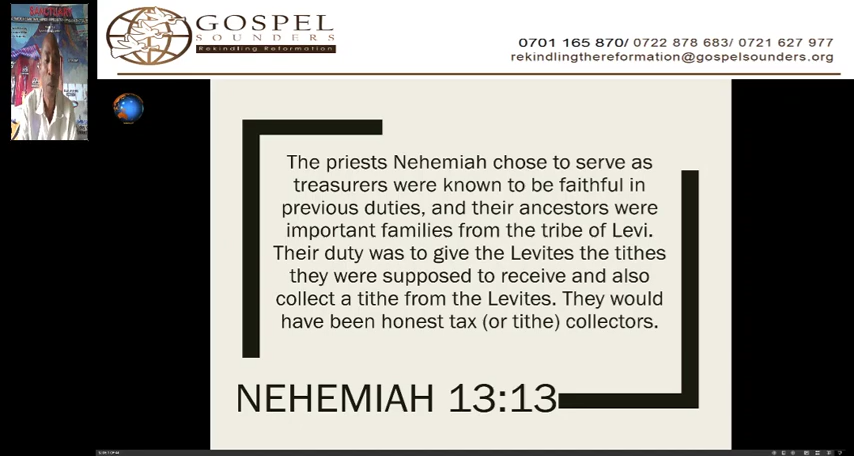 SANCTUARY
GOSPEL
SOUNDERS
Rekindling Reformation
0701 165 870/ 0722 878 683/ 0721 627 977
rekindlingthereformation@gospelsounders.org
The priests Nehemiah chose to serve as
treasurers were known to be faithful in
previous duties, and their ancestors were
important families from the tribe of Levi.
Their duty was to give the Levites the tithes
they were supposed to receive and also
collect a tithe from the Levites. They would
have been honest tax (or tithe) collectors.
NEHEMIAH 13:13